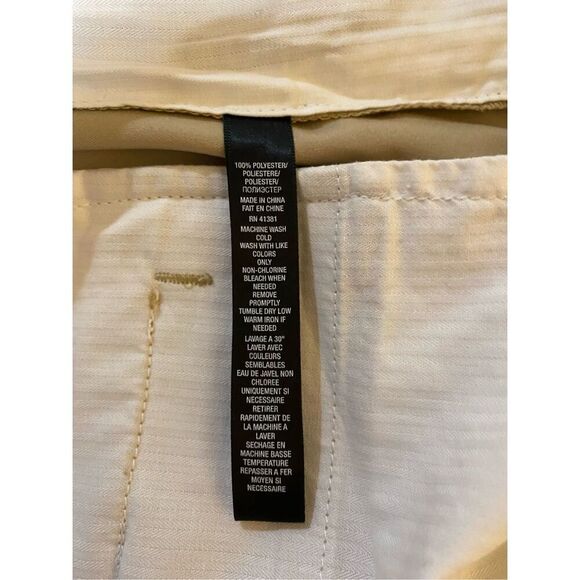 100% POLYESTER/
POLIESTERE/
POLIESTER/
ПОЛИЭСТЕР
MADE IN CHINA
FAIT EN CHINE
RN 41381
MACHINE WASH
COLD
WASH WITH LIKE
COLORS
ONLY
NON-CHLORINE
BLEACH WHEN
NEEDED
REMOVE
PROMPTLY
TUMBLE DRY LOW
WARM IRON IF
NEEDED
LAVAGE A 30°
LAVER AVEC
COULEURS
SEMBLABLES
EAU DE JAVEL NON
CHLOREE
UNIQUEMENT SI
NECESSAIRE
RETIRER
RAPIDEMENT DE
LA MACHINE A
LAVER
SECHAGE EN
MACHINE BASSE
TEMPERATURE
REPASSER A FER
MOYEN SI
NECESSAIRE